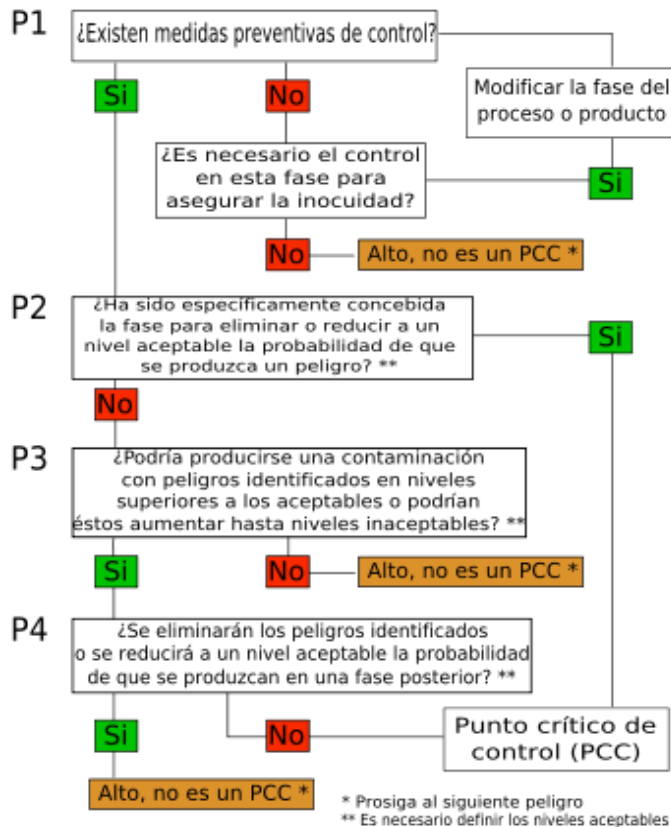 P1
¿Existen medidas preventivas de control?
Si
No
Modificar la fase del
proceso o producto
¿Es necesario el control
en esta fase para
asegurar la inocuidad?
Si
No
Alto, no es un PCC *
P2
¿Ha sido específicamente concebida
la fase para eliminar o reducir a un
nivel aceptable la probabilidad de que
se produzca un peligro? **
Si
No
P3
¿Podría producirse una contaminación
con peligros identificados en niveles
superiores a los aceptables o podrían
éstos aumentar hasta niveles inaceptables? **
Si
No
Alto, no es un PCC *
P4
¿Se eliminarán los peligros identificados
o se reducirá a un nivel aceptable la probabilidad
de que se produzcan en una fase posterior? **
Si
No
Punto crítico de
control (PCC)
Alto, no es un PCC *
* Prosiga al siguiente peligro
** Es necesario definir los niveles aceptables